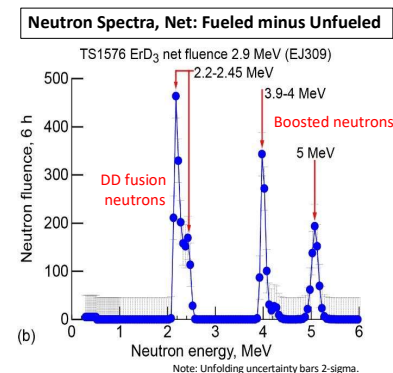 Neutron Spectra, Net: Fueled minus Unfueled
TS1576 ErD3 net fluence 2.9 MeV (EJ309)
500
400
300
200
100
0
Neutron fluence, 6 h
2.2-2.45 MeV
3.9-4 MeV
Boosted neutrons
5 MeV
DD fusion
neutrons
0 1 2 3 4 5 6
(b)
Neutron energy, MeV
Note: Unfolding uncertainty bars 2-sigma.